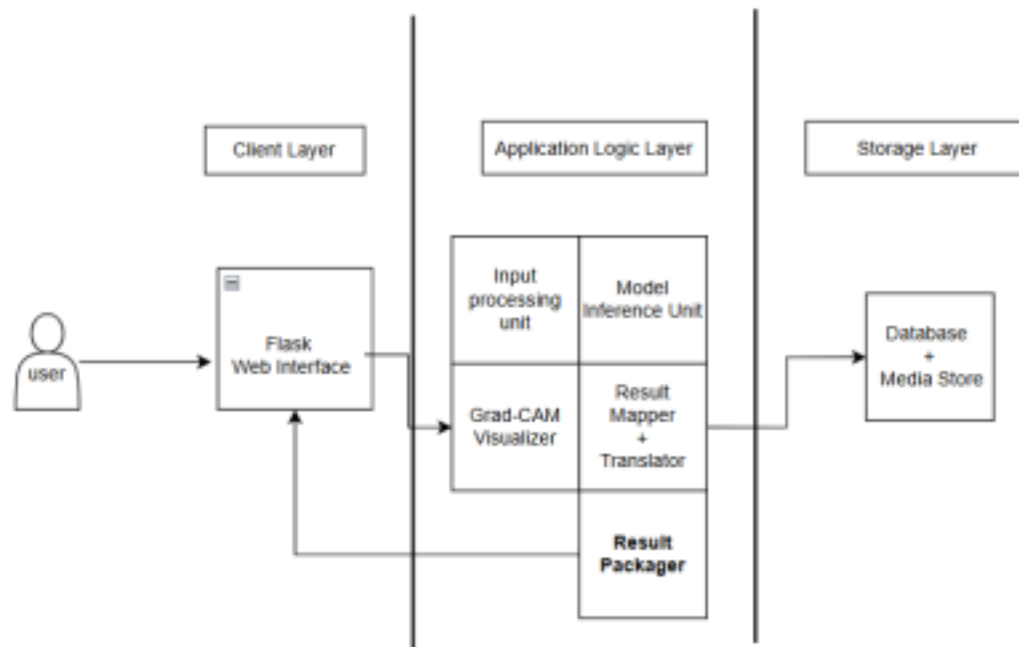 Client Layer
Application Logic Layer
Storage Layer
user
Flask
Web Interface
Input
processing
unit
Model
Inference Unit
Grad-CAM
Visualizer
Result
Mapper
+
Translator
Result
Packager
Database
+
Media Store